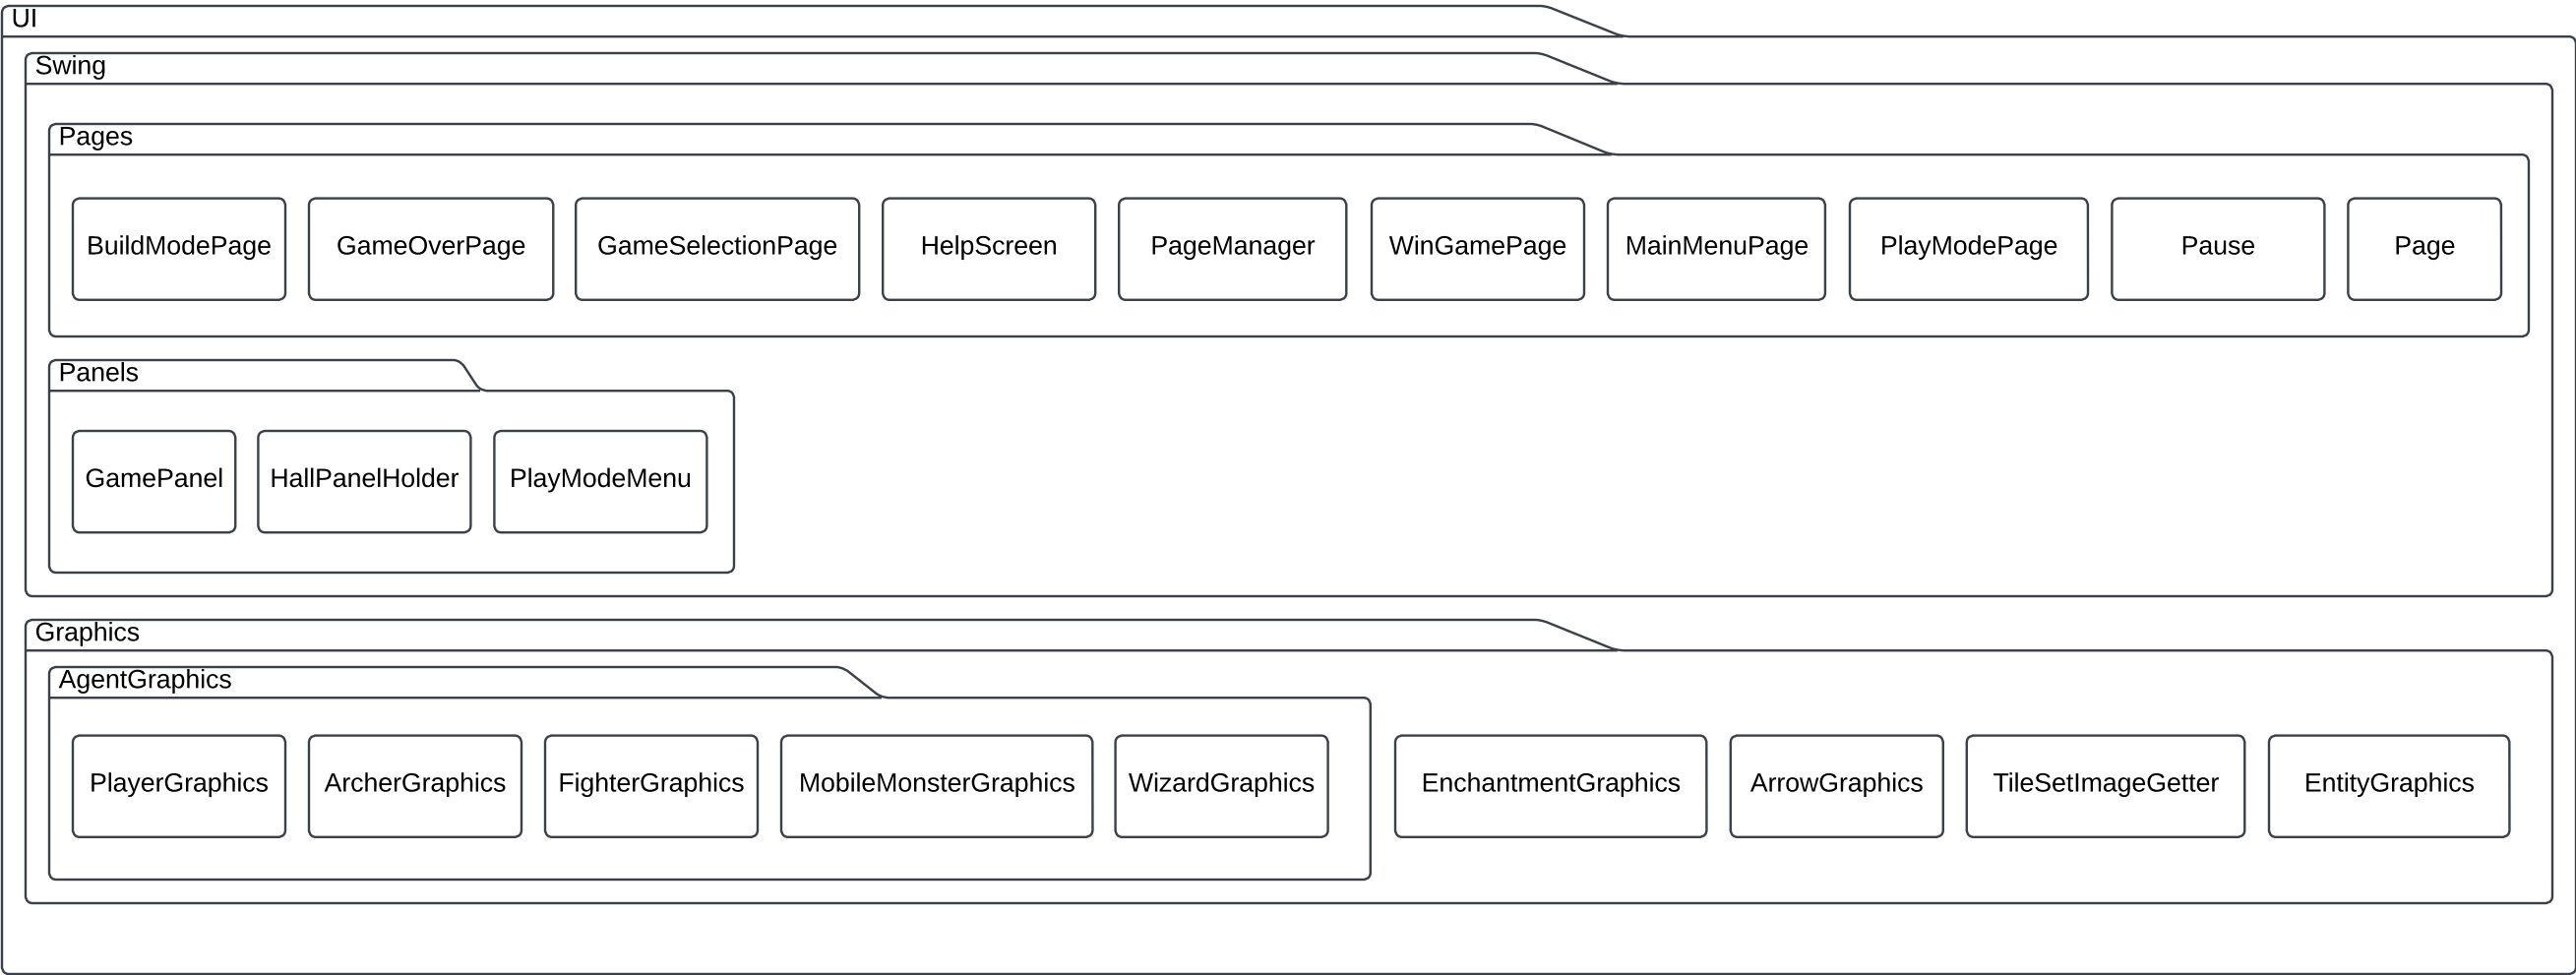 UI
Swing
Pages
BuildModePage
GameOverPage
GameSelectionPage
HelpScreen
PageManager
WinGamePage
MainMenuPage
PlayModePage
Pause
Page
Panels
GamePanel
HallPanelHolder
PlayModeMenu
Graphics
AgentGraphics
PlayerGraphics
ArcherGraphics
FighterGraphics
MobileMonsterGraphics
WizardGraphics
EnchantmentGraphics
ArrowGraphics
TileSetImageGetter
EntityGraphics